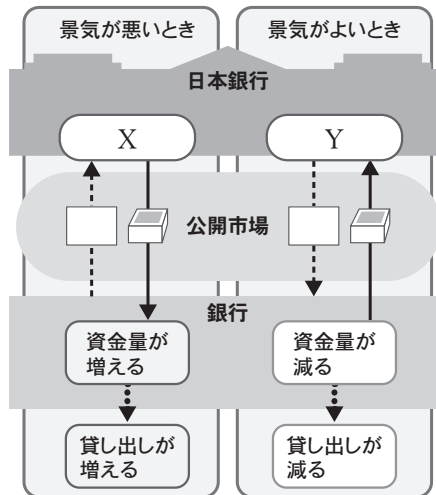 景気が悪いとき
景気がよいとき
日本銀行
X
Y
公開市場
銀行
資金量が
増える
資金量が
減る
貸し出しが
増える
貸し出しが
減る